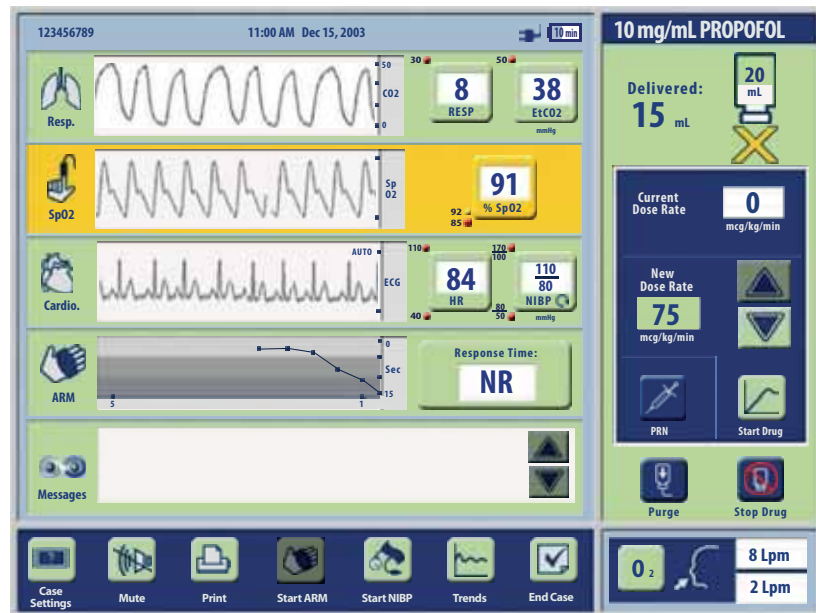 123456789 11:00 AM Dec 15, 2003 10 min
Resp.
50
CO2
0
30
8
RESP
50
38
EtCO2
mmHg
SpO2
Sp
02
92
85
91
% SpO2
Cardio.
AUTO
ECG
110
40
84
HR
170
100
80
50
110
80
NIBP
mmHg
ARM
0
Sec
15
5 1
Response Time:
NR
Messages
Case
Settings
Mute
Print
Start ARM
Start NIBP
Trends
End Case
10 mg/mL PROPOFOL
Delivered:
15 mL
20
mL
Current
Dose Rate
0
mcg/kg/min
New
Dose Rate
75
mcg/kg/min
PRN
Start Drug
Purge
Stop Drug
O2
8 Lpm
2 Lpm